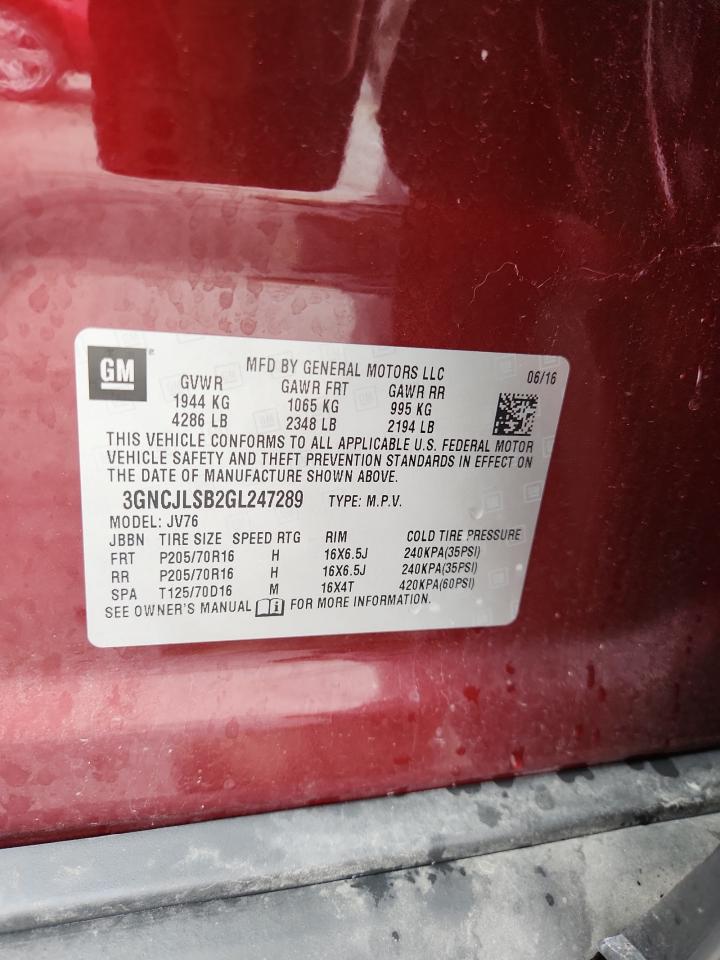 GM
MFD BY GENERAL MOTORS LLC
06/16
GVWR GAWR FRT GAWR RR
1944 KG 1065 KG 995 KG
4286 LB 2348 LB 2194 LB
THIS VEHICLE CONFORMS TO ALL APPLICABLE U.S. FEDERAL MOTOR
VEHICLE SAFETY AND THEFT PREVENTION STANDARDS IN EFFECT ON
THE DATE OF MANUFACTURE SHOWN ABOVE.
3GNCJLSB2GL247289 TYPE: M.P.V.
MODEL: JV76
JBBN TIRE SIZE SPEED RTG RIM COLD TIRE PRESSURE
FRT P205/70R16 H 16X6.5J 240KPA(35PSI)
RR P205/70R16 H 16X6.5J 240KPA(35PSI)
SPA T125/70D16 M 16X4T 420KPA(60PSI)
SEE OWNER'S MANUAL FOR MORE INFORMATION.